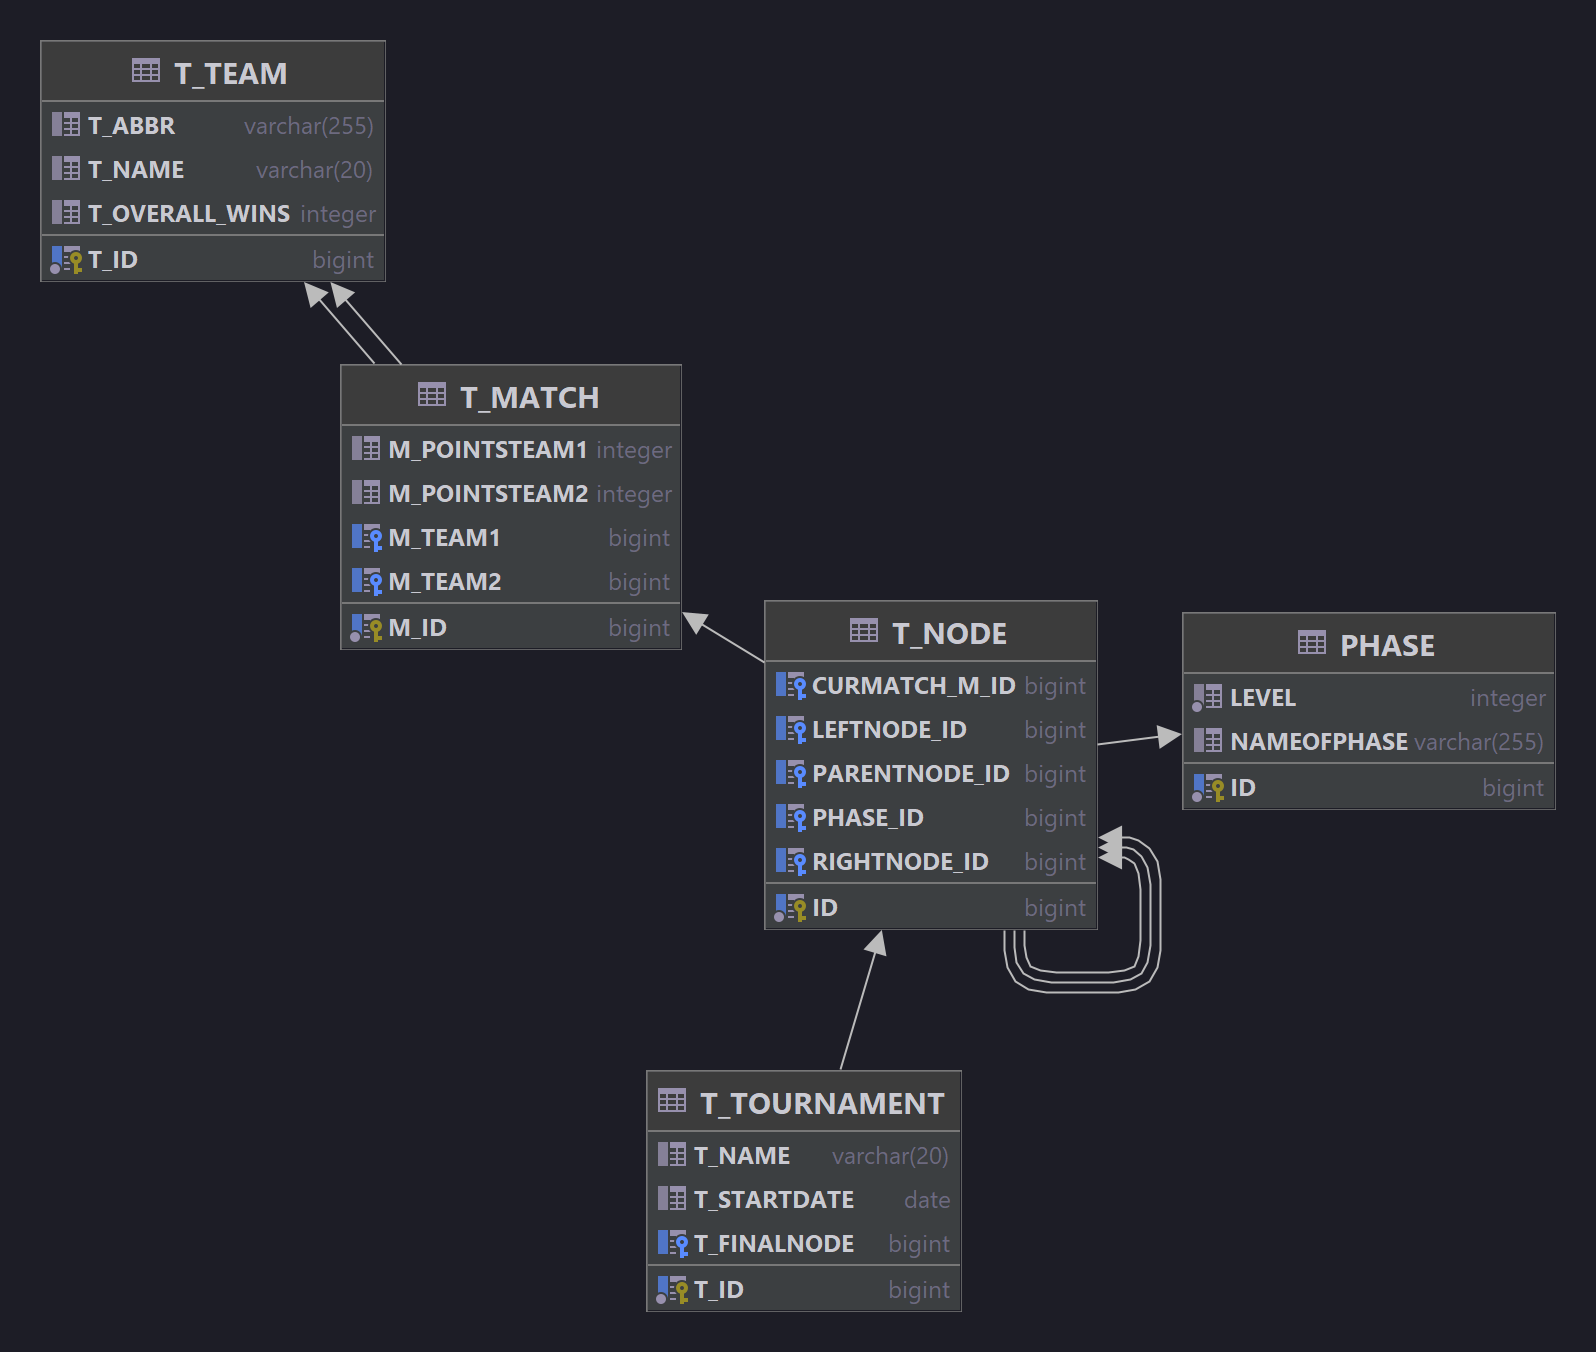 T_TEAM
T_ABBR varchar(255)
T_NAME varchar(20)
T_OVERALL_WINS integer
T_ID bigint
T_MATCH
M_POINTSTEAM1 integer
M_POINTSTEAM2 integer
M_TEAM1 bigint
M_TEAM2 bigint
M_ID bigint
T_NODE
CURMATCH_M_ID bigint
LEFTNODE_ID bigint
PARENTNODE_ID bigint
PHASE_ID bigint
RIGHTNODE_ID bigint
ID bigint
PHASE
LEVEL integer
NAMEOFPHASE varchar(255)
ID bigint
T_TOURNAMENT
T_NAME varchar(20)
T_STARTDATE date
T_FINALNODE bigint
T_ID bigint